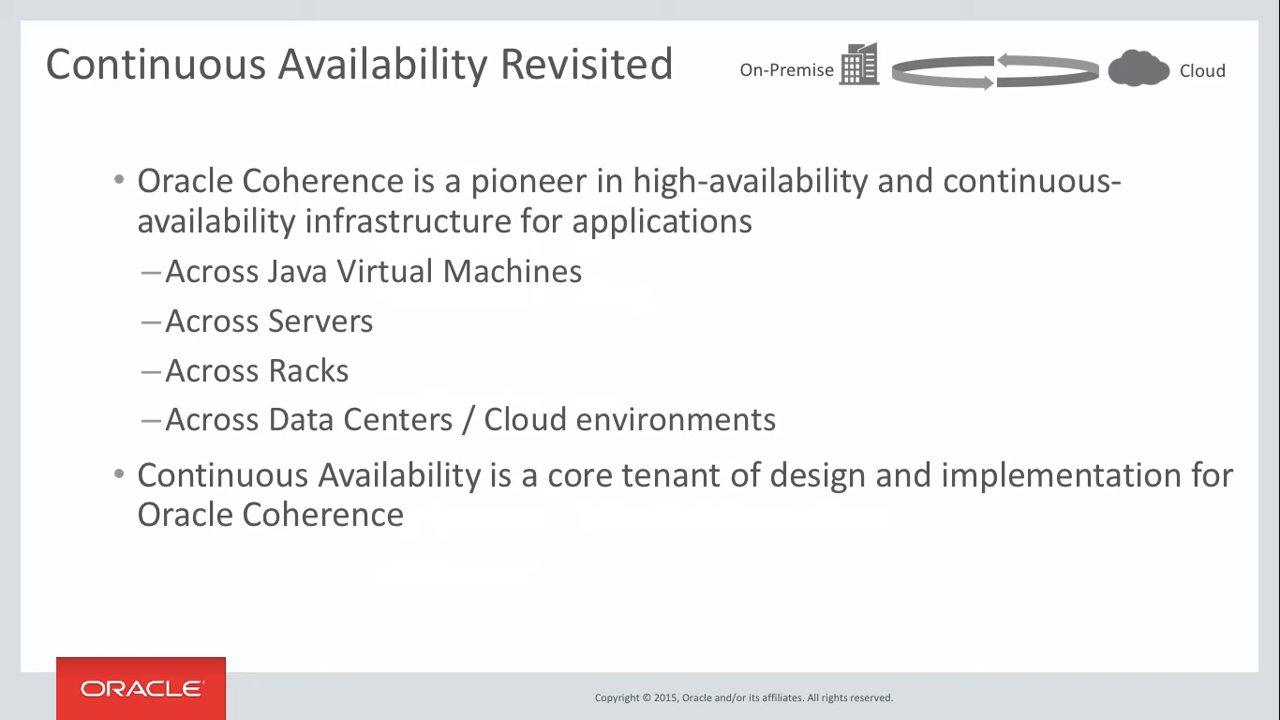 Continuous Availability Revisited
On-Premise
Cloud
• Oracle Coherence is a pioneer in high-availability and continuous-
availability infrastructure for applications
–Across Java Virtual Machines
–Across Servers
–Across Racks
–Across Data Centers / Cloud environments
• Continuous Availability is a core tenant of design and implementation for
Oracle Coherence
ORACLE
Copyright © 2015, Oracle and/or its affiliates. All rights reserved.